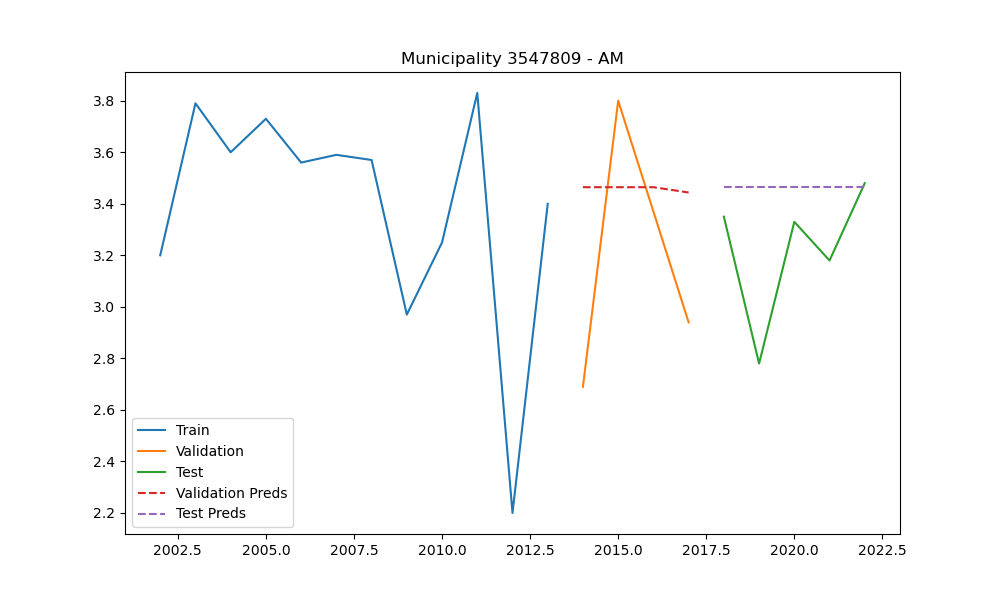 Municipality 3547809 - AM
3.8
3.6
3.4
3.2
3.0
2.8
2.6
2.4
2.2
Train
Validation
Test
Validation Preds
Test Preds
2002.5 2005.0 2007.5 2010.0 2012.5 2015.0 2017.5 2020.0 2022.5